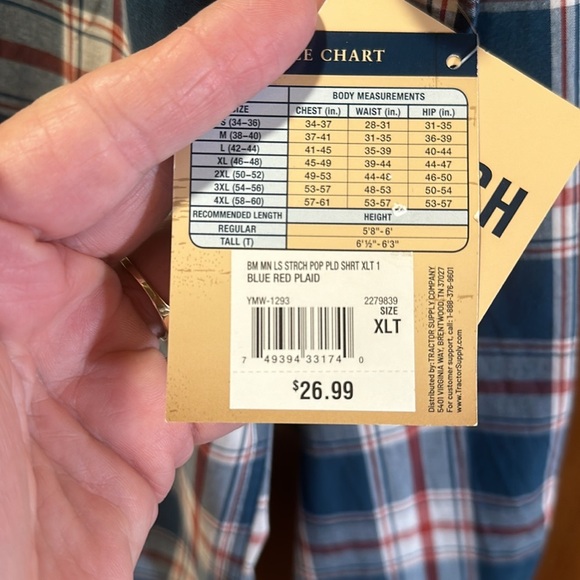 E CHART
BODY MEASUREMENTS
SIZE CHEST (in.) WAIST (in.) HIP (in.)
S (34–36) 34-37 28-31 31-35
M (38–40) 37-41 31-35 36-39
L (42–44) 41-45 35-39 40-44
XL (46–48) 45-49 39-44 44-47
2XL (50–52) 49-53 44-48 46-50
3XL (54–56) 53-57 48-53 50-54
4XL (58–60) 57-61 53-57 53-57
RECOMMENDED LENGTH HEIGHT
REGULAR 5'8"- 6'
TALL (T) 6'½"- 6'3"
BM MN LS STRCH POP PLD SHRT XLT 1
BLUE RED PLAID
YMW-1293 2279839
SIZE
XLT
7 49394 33174 0
$26.99
Distributed by: TRACTOR SUPPLY COMPANY
5401 VIRGINIA WAY, BRENTWOOD, TN 37027
For customer support, call: 1-888-376-9601
www.TractorSupply.com
CH